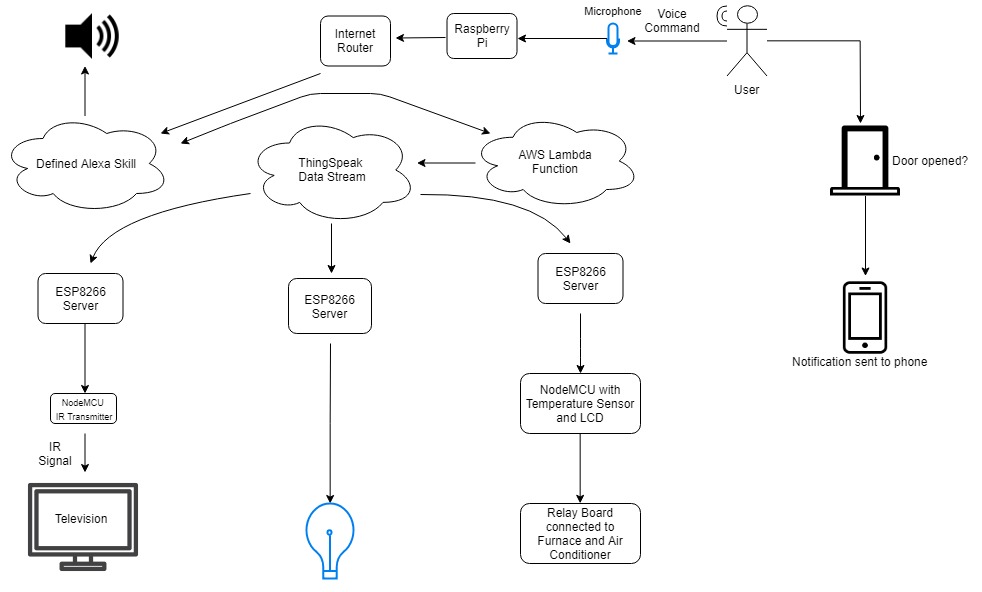 Microphone
Voice
Command
User
Raspberry
Pi
Internet
Router
Defined Alexa Skill
ThingSpeak
Data Stream
AWS Lambda
Function
Door opened?
ESP8266
Server
ESP8266
Server
ESP8266
Server
Notification sent to phone
NodeMCU
IR Transmitter
NodeMCU with
Temperature Sensor
and LCD
IR
Signal
Television
Relay Board
connected to
Furnace and Air
Conditioner